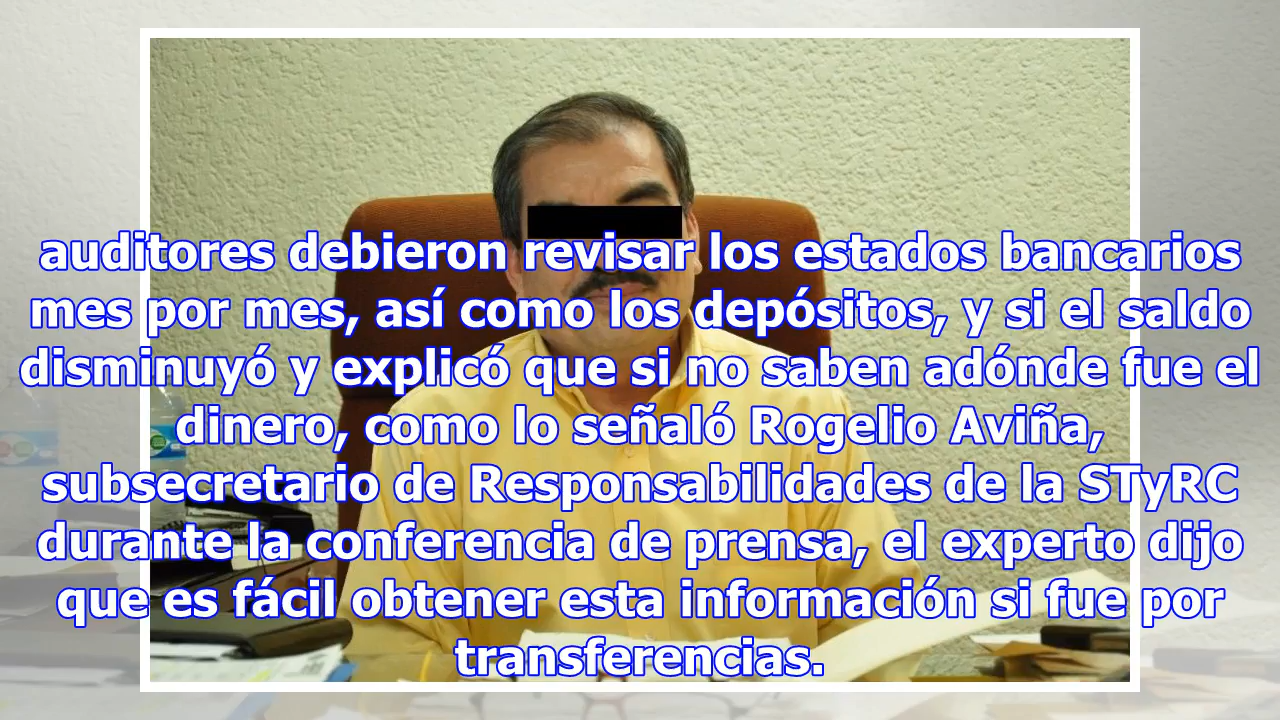 auditores debieron revisar los estados bancarios
mes por mes, así como los depósitos, y si el saldo
disminuyó y explicó que si no saben adónde fue el
dinero, como lo señaló Rogelio Aviña,
subsecretario de Responsabilidades de la STyRC
durante la conferencia de prensa, el experto dijo
que es fácil obtener esta información si fue por
transferencias.